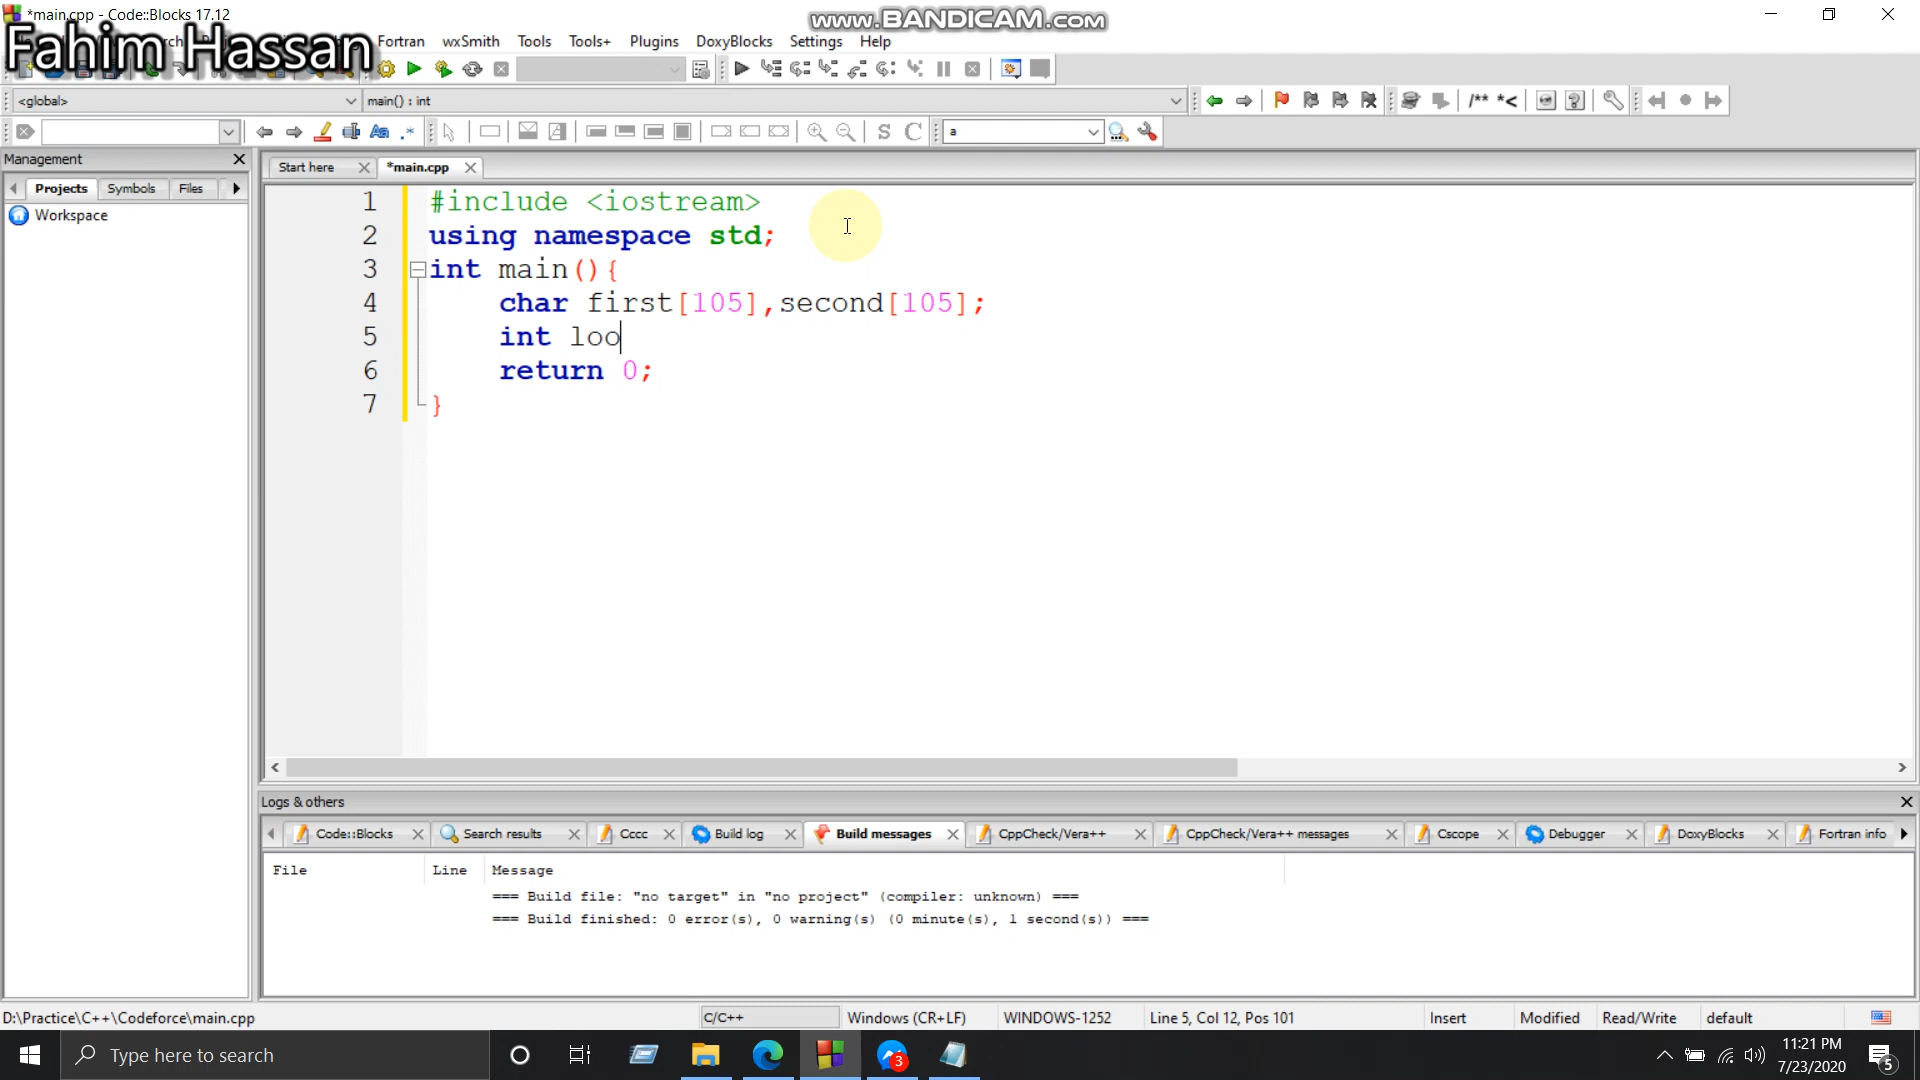 *main.cpp - Code::Blocks 17.12
www.BANDICAM.com
Fahim Hassan
Fortran wxSmith Tools Tools+ Plugins DoxyBlocks Settings Help
<global> main() : int
/** *<
Aa .* S C a
Management
Start here *main.cpp
Projects Symbols Files
Workspace
1 #include <iostream>
2 using namespace std;
3 int main(){
4 char first[105],second[105];
5 int loo
6 return 0;
7 }
Logs & others
Code::Blocks Search results Cccc Build log Build messages CppCheck/Vera++ CppCheck/Vera++ messages Cscope Debugger DoxyBlocks Fortran info
File Line Message
=== Build file: "no target" in "no project" (compiler: unknown) ===
=== Build finished: 0 error(s), 0 warning(s) (0 minute(s), 1 second(s)) ===
D:\Practice\C++\Codeforce\main.cpp C/C++ Windows (CR+LF) WINDOWS-1252 Line 5, Col 12, Pos 101 Insert Modified Read/Write default
Type here to search
3
11:21 PM
7/23/2020
5